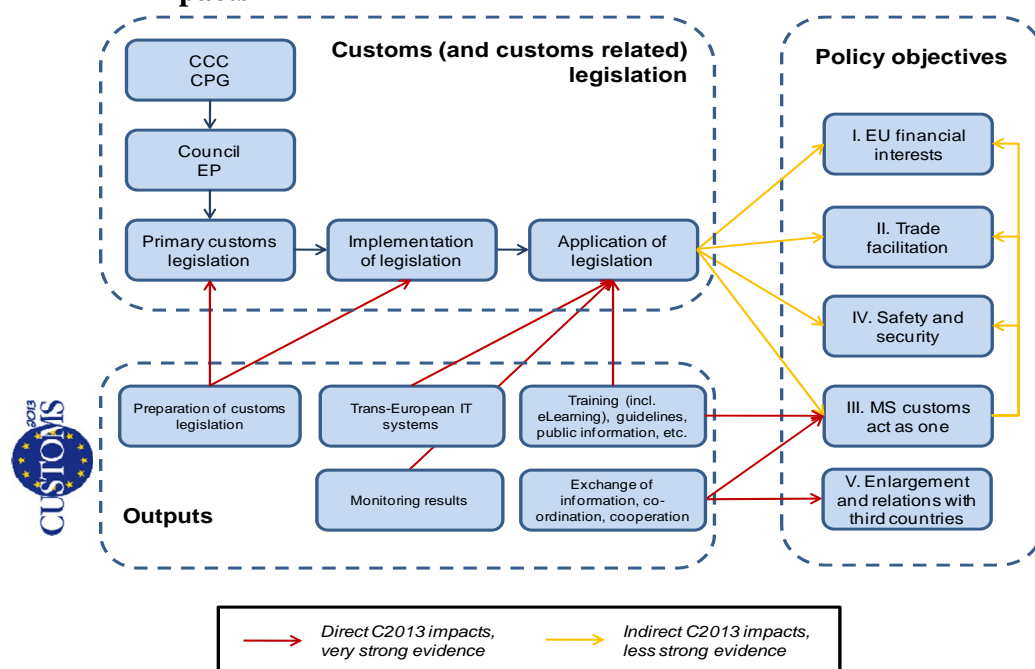 Customs (and customs related)
legislation
CCC
CPG
Council
EP
Primary customs
legislation
Implementation
of legislation
Application of
legislation
Policy objectives
I. EU financial
interests
II. Trade
facilitation
IV. Safety and
security
III. MS customs
act as one
V. Enlargement
and relations with
third countries
Preparation of customs
legislation
Trans-European IT
systems
Training (incl.
eLearning), guidelines,
public information, etc.
Monitoring results
Exchange of
information, co-
ordination, cooperation
Outputs
CUSTOMS
2013
Direct C2013 impacts,
very strong evidence
Indirect C2013 impacts,
less strong evidence